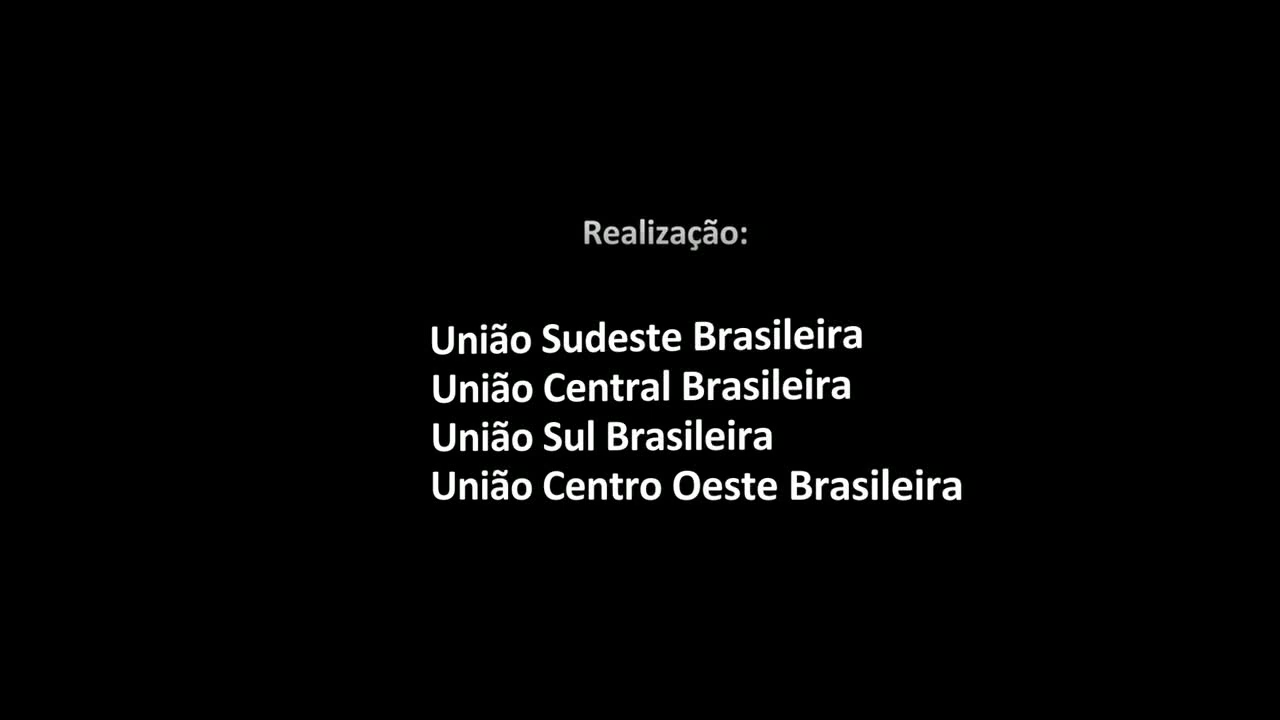 Realização:
União Sudeste Brasileira
União Central Brasileira
União Sul Brasileira
União Centro Oeste Brasileira